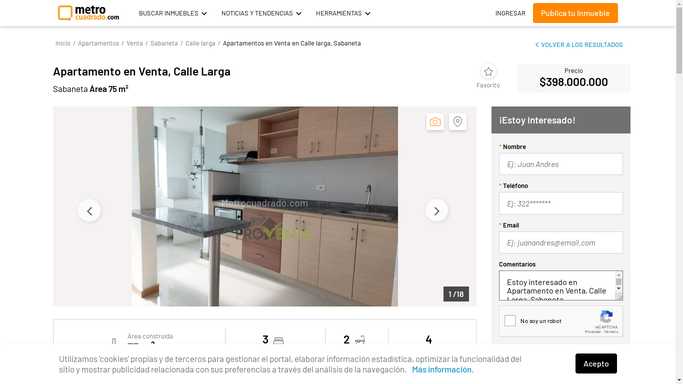 metro
cuadrado.com
BUSCAR INMUEBLES
NOTICIAS Y TENDENCIAS
HERRAMIENTAS
INGRESAR
Publica tu Inmueble
Inicio / Apartamentos / Venta / Sabaneta / Calle larga / Apartamentos en Venta en Calle larga, Sabaneta
VOLVER A LOS RESULTADOS
Apartamento en Venta, Calle Larga
Sabaneta Área 75 m²
Favorito
Precio
$398.000.000
Metrocuadrado.com
1 / 18
¡Estoy Interesado!
* Nombre
Ej: Juan Andres
* Teléfono
Ej: 322*******
* Email
Ej: juanandres@email.com
Comentarios
Estoy interesado en
Apartamento en Venta, Calle
Larga, Sabaneta
No soy un robot
reCAPTCHA
Privacidad - Términos
Área construida
3
2
4
Utilizamos 'cookies' propias y de terceros para gestionar el portal, elaborar información estadística, optimizar la funcionalidad del
sitio y mostrar publicidad relacionada con sus preferencias a través del análisis de la navegación. Más información.
Acepto